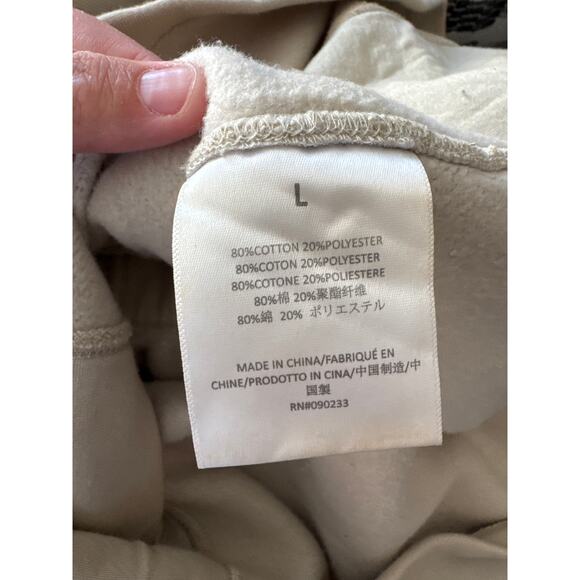 L
80%COTTON 20%POLYESTER
80%COTON 20%POLYESTER
80%COTONE 20%POLIESTERE
80%棉 20%聚酯纤维
80%綿 20% ポリエステル
MADE IN CHINA/FABRIQUÉ EN
CHINE/PRODOTTO IN CINA/中国制造/中
国製
RN#090233